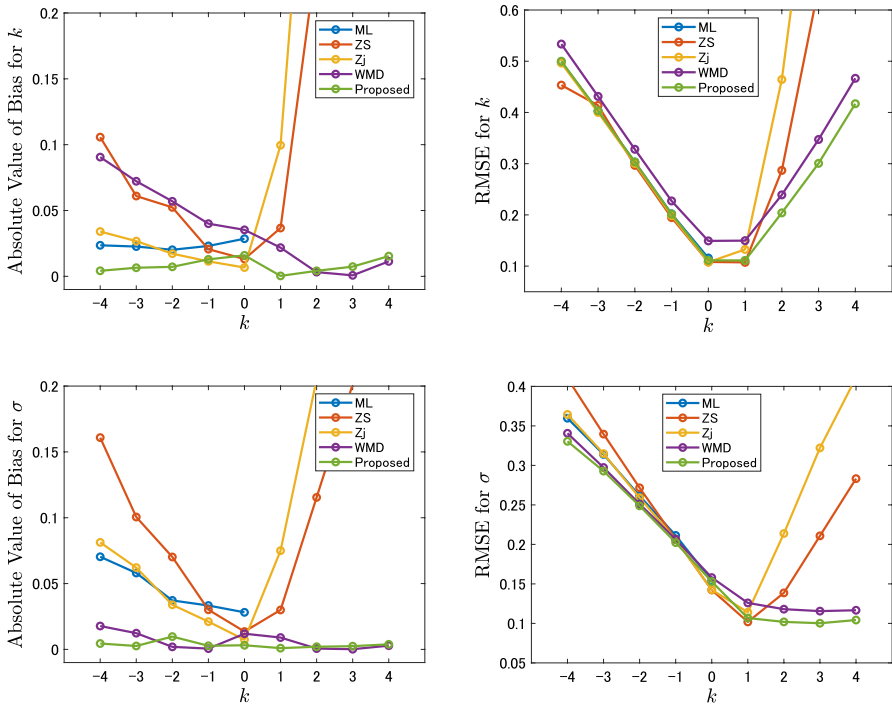 Absolute Value of Bias for k
0.2
0.15
0.1
0.05
0
−4 −3 −2 −1 0 1 2 3 4
k
ML
ZS
Zj
WMD
Proposed
RMSE for k
0.6
0.5
0.4
0.3
0.2
0.1
−4 −3 −2 −1 0 1 2 3 4
k
ML
ZS
Zj
WMD
Proposed
Absolute Value of Bias for σ
0.2
0.15
0.1
0.05
0
−4 −3 −2 −1 0 1 2 3 4
k
ML
ZS
Zj
WMD
Proposed
RMSE for σ
0.4
0.35
0.3
0.25
0.2
0.15
0.1
0.05
−4 −3 −2 −1 0 1 2 3 4
k
ML
ZS
Zj
WMD
Proposed